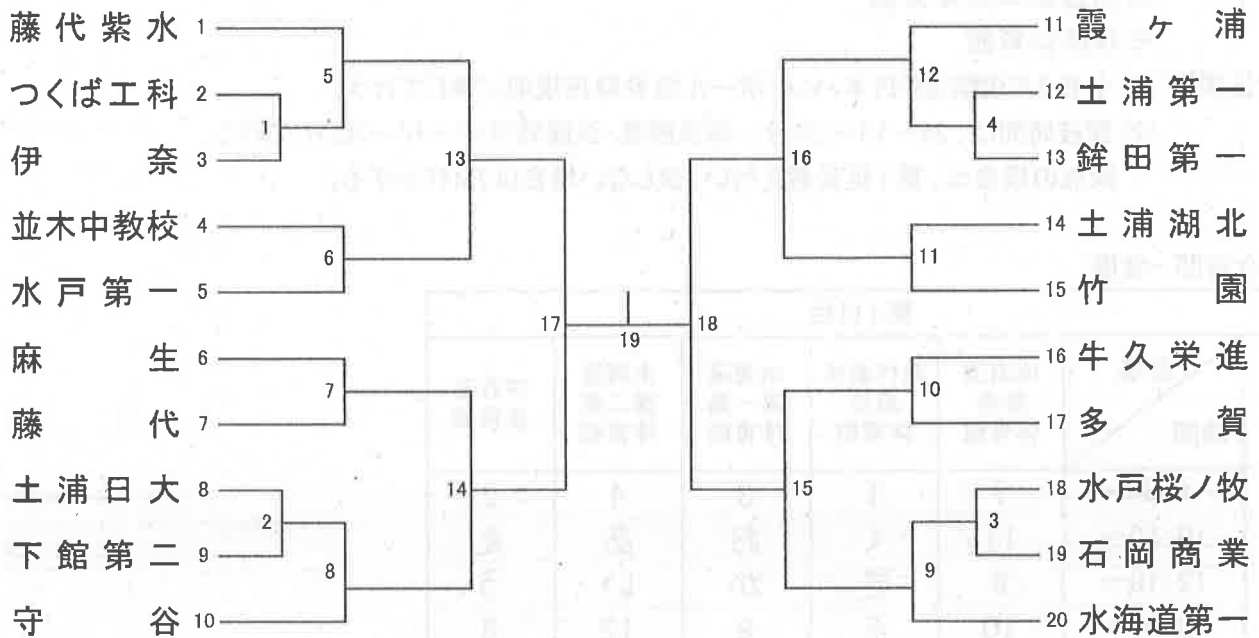 藤代紫水 1
つくば工科 2
伊奈 3
並木中教校 4
水戸第一 5
麻生 6
藤代 7
土浦日大 8
下館第二 9
守谷 10
1
5
6
13
7
2
8
14
17
19
18
16
15
12
4
11
10
3
9
11 霞ヶ浦
12 土浦第一
13 鉾田第一
14 土浦湖北
15 竹園
16 牛久栄進
17 多賀
18 水戸桜ノ牧
19 石岡商業
20 水海道第一